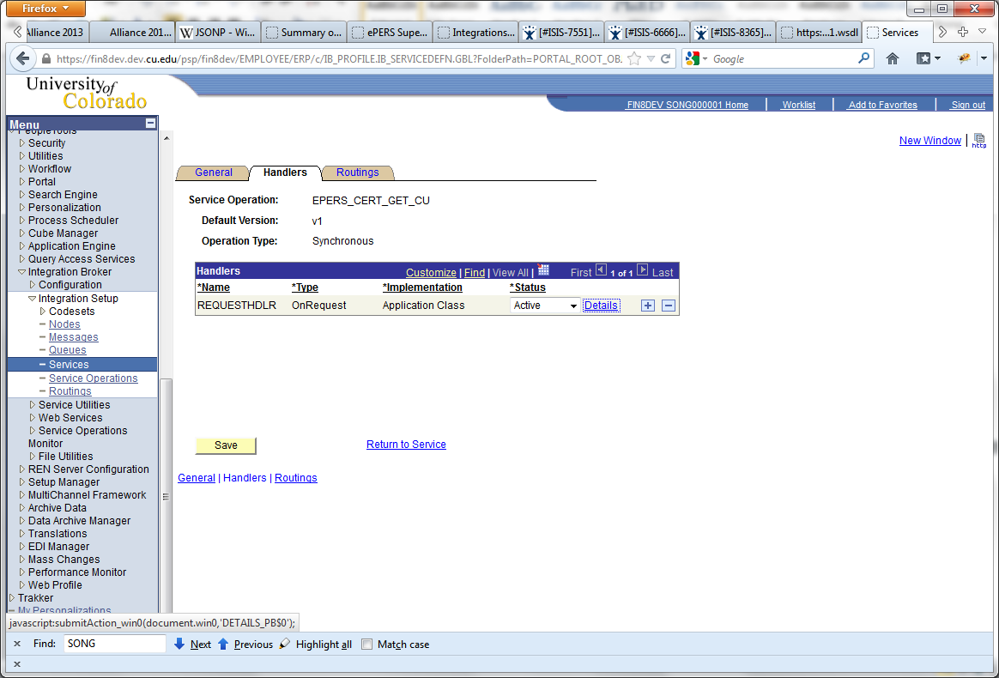 Firefox
Alliance 2013
Alliance 201...
W JSONP - Wi...
Summary o...
ePERS Supe...
Integrations...
[#ISIS-7551]...
[#ISIS-6666]...
[#ISIS-8365]...
https:...1.wsdl
Services
https://fin8dev.dev.cu.edu/psp/fin8dev/EMPLOYEE/ERP/c/IB_PROFILE.IB_SERVICEDEFN.GBL?FolderPath=PORTAL_ROOT_OB.
Google
University of
Colorado
FIN8DEV SONG000001 Home
Worklist
Add to Favorites
Sign out
Menu
PeopleTools
Security
Utilities
Workflow
Portal
Search Engine
Personalization
Process Scheduler
Cube Manager
Application Engine
Query Access Services
Integration Broker
Configuration
Integration Setup
Codesets
Nodes
Messages
Queues
Services
Service Operations
Routings
Service Utilities
Web Services
Service Operations
Monitor
File Utilities
REN Server Configuration
Setup Manager
MultiChannel Framework
Archive Data
Data Archive Manager
Translations
EDI Manager
Mass Changes
Performance Monitor
Web Profile
Trakker
My Personalizations
New Window
http
General
Handlers
Routings
Service Operation: EPERS_CERT_GET_CU
Default Version: v1
Operation Type: Synchronous
Handlers Customize | Find | View All | First 1 of 1 Last
*Name *Type *Implementation *Status
REQUESTHDLR OnRequest Application Class Active Details
Save
Return to Service
General | Handlers | Routings
javascript:submitAction_win0(document.win0,'DETAILS_PB$0');
Find: SONG Next Previous Highlight all Match case